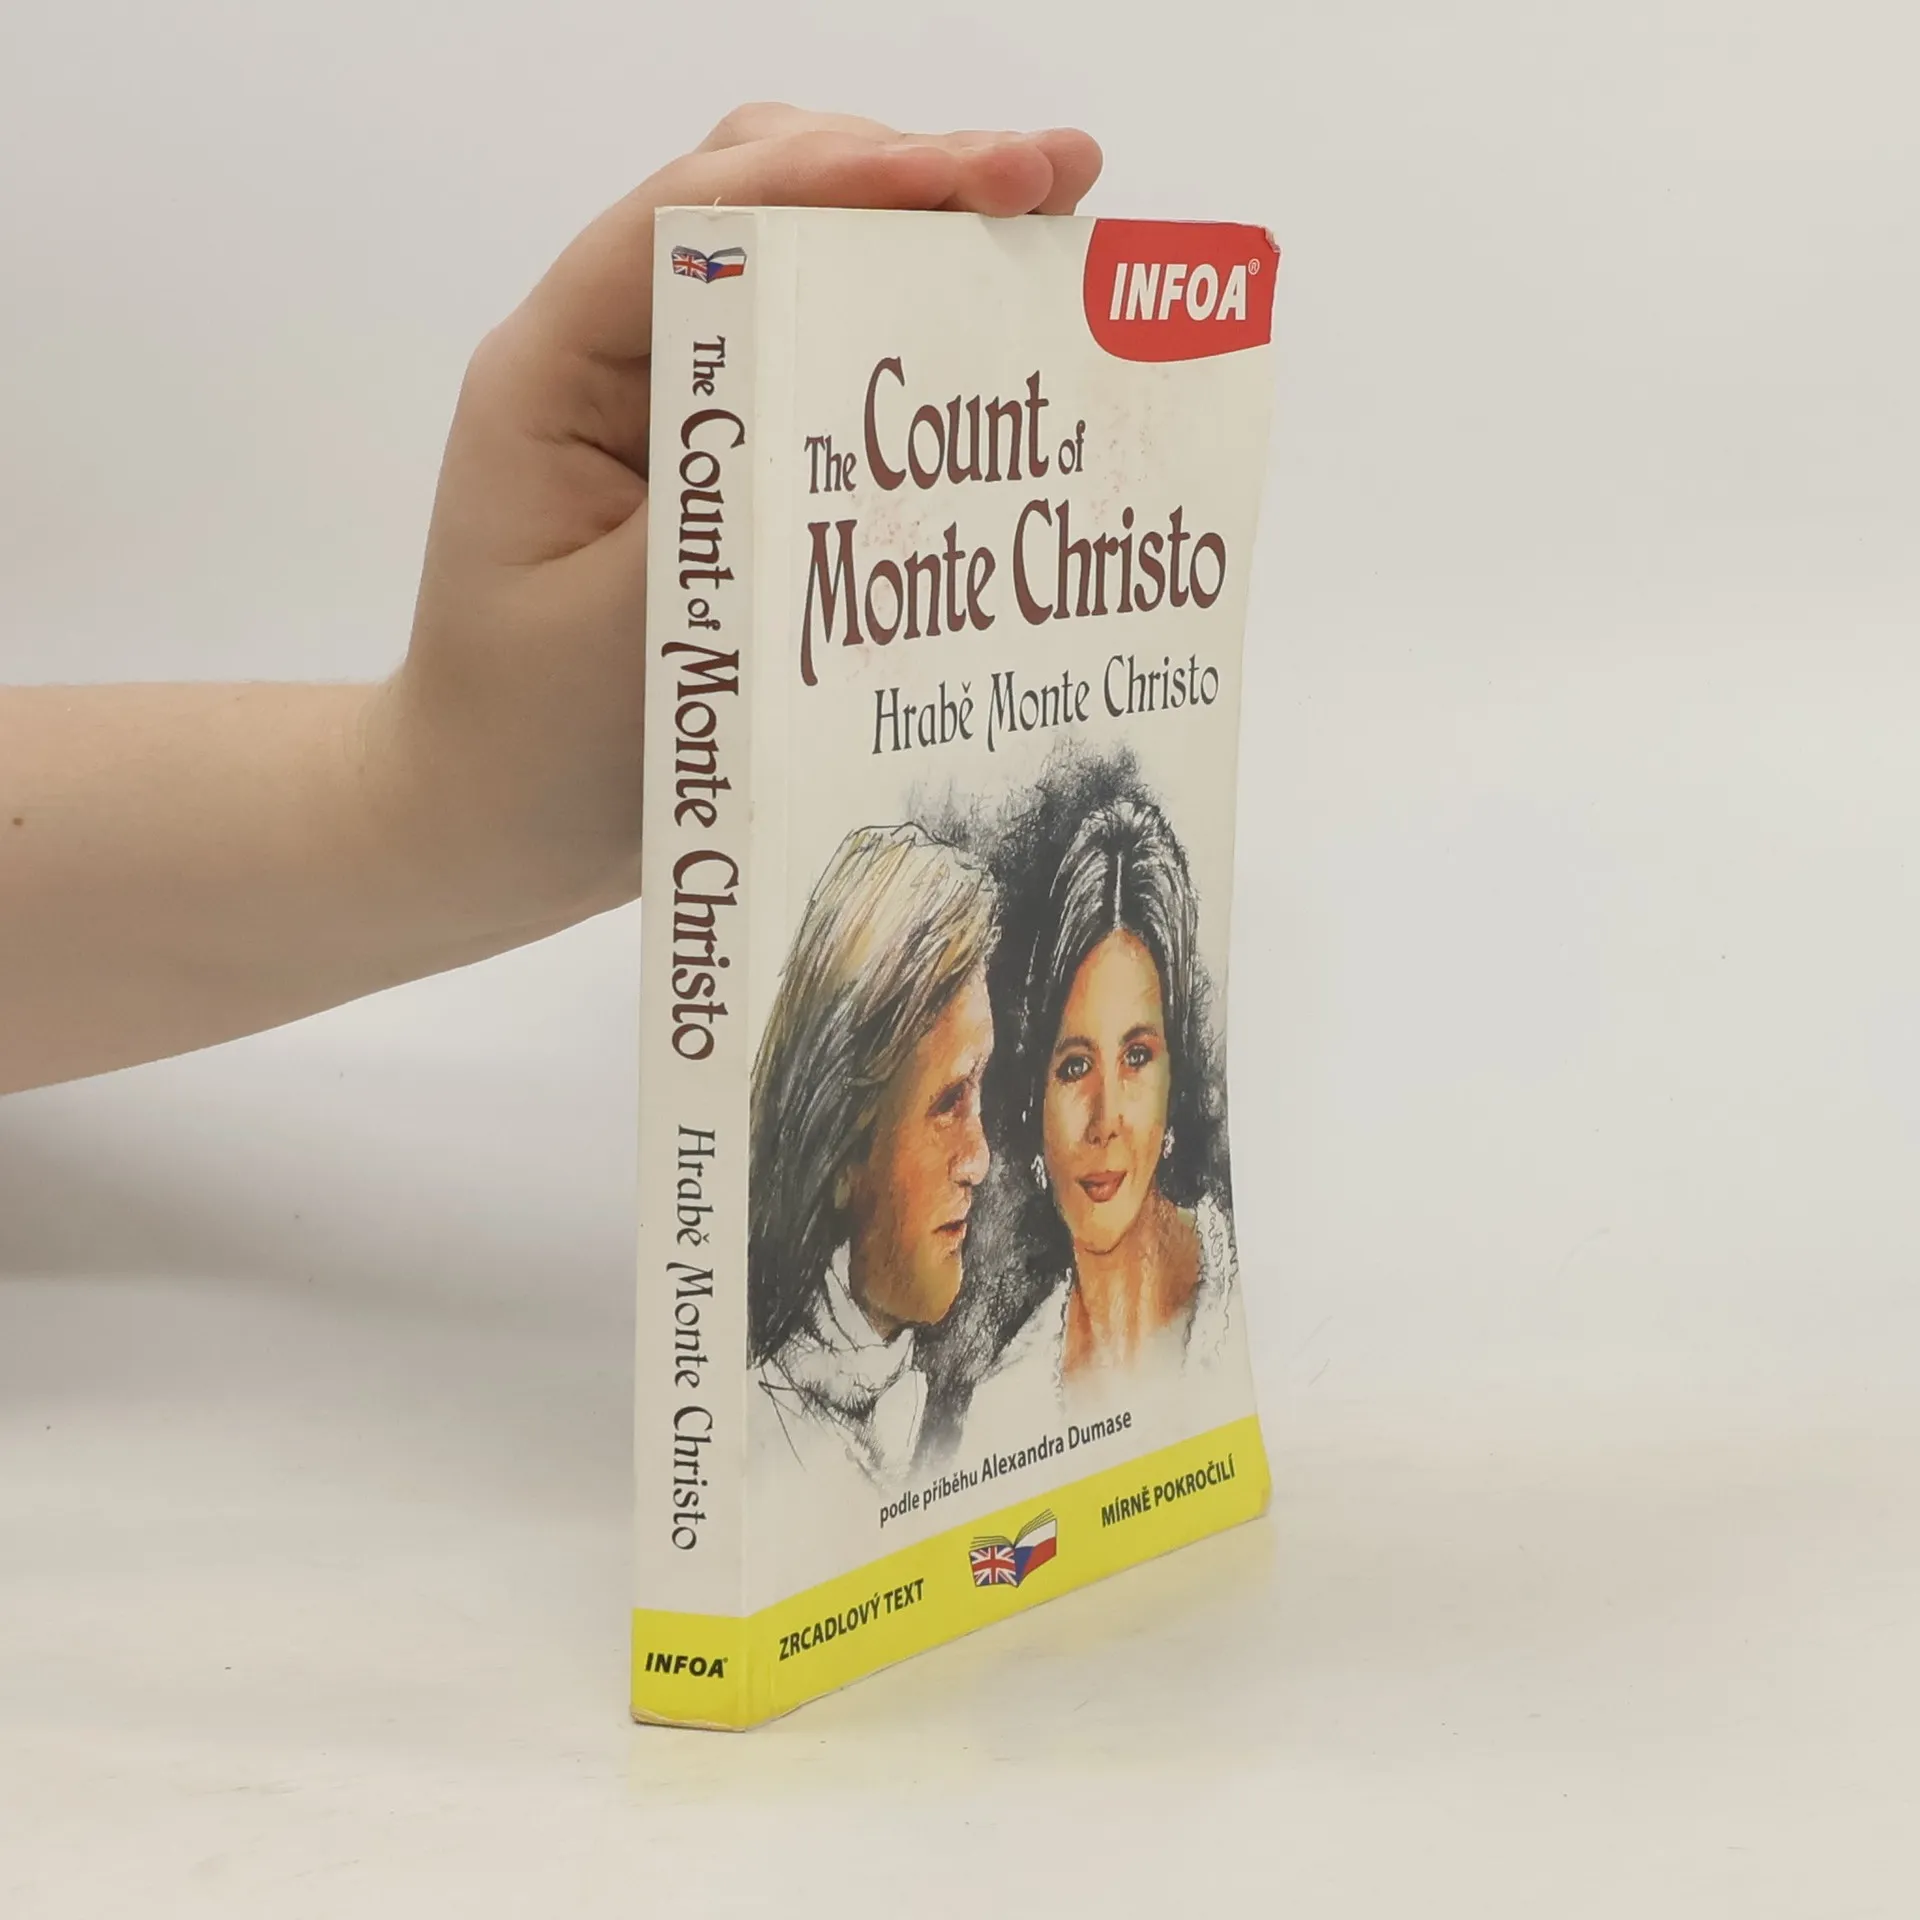 The Count of Monte Christo Hrabě Monte Christo
INFOA®
INFOA®
The Count of
Monte Christo
Hrabě Monte Christo
podle příběhu Alexandra Dumase
ZRCADLOVÝ TEXT
MÍRNĚ POKROČILÍ